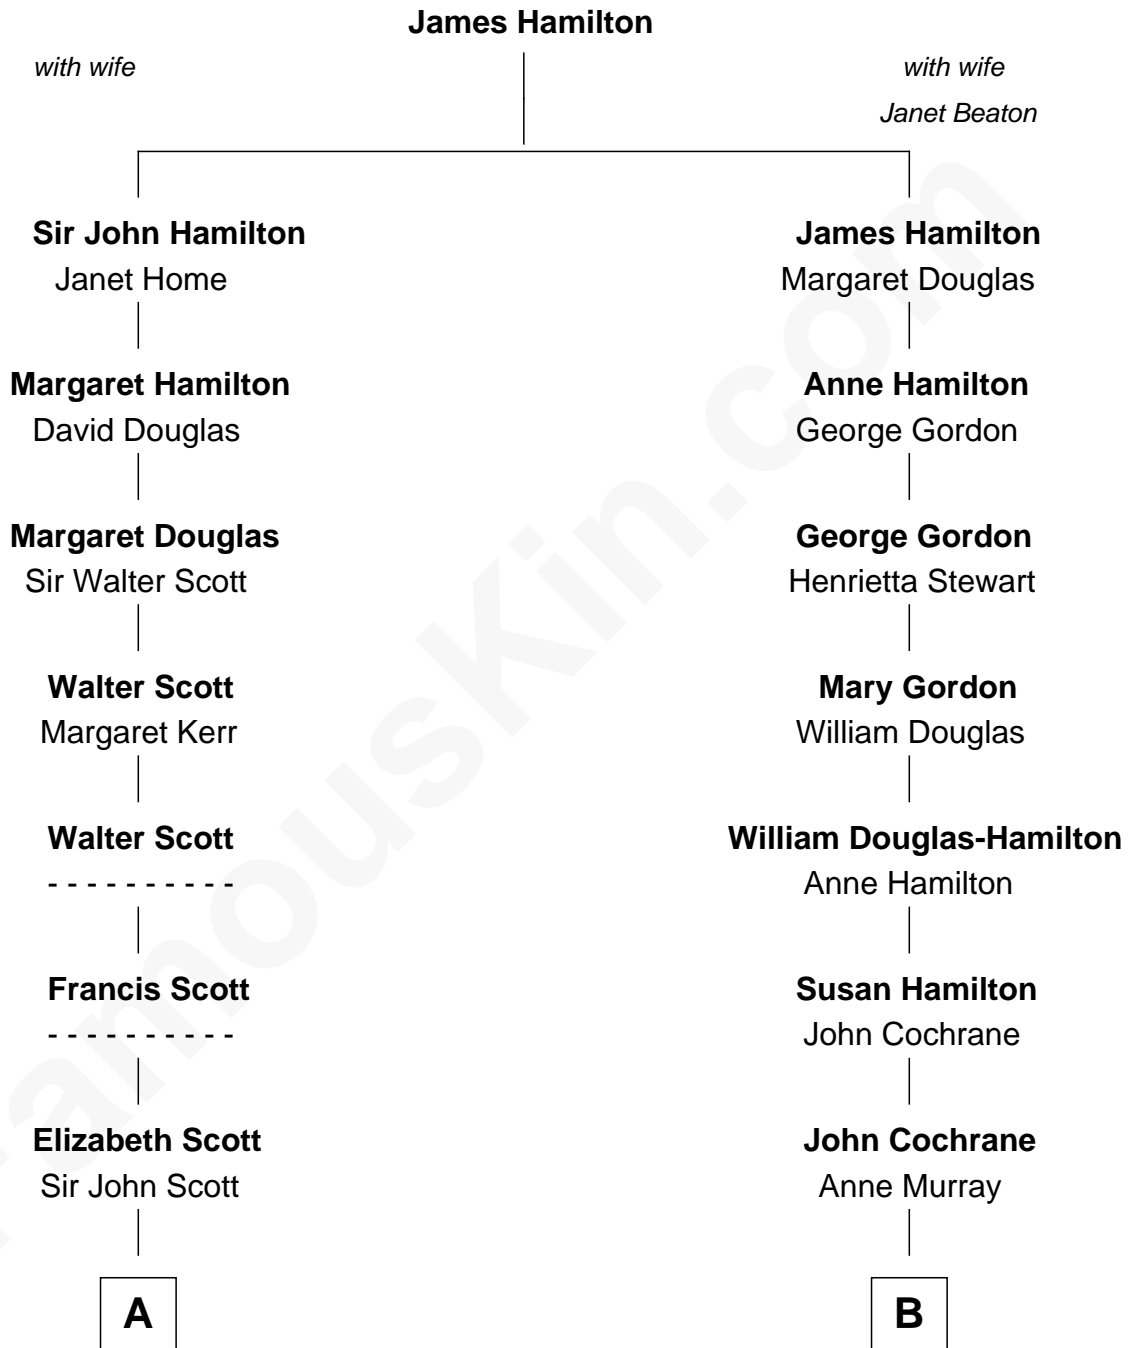 James Hamilton
with wife
with wife
Janet Beaton
Sir John Hamilton
Janet Home
James Hamilton
Margaret Douglas
Margaret Hamilton
David Douglas
Anne Hamilton
George Gordon
Margaret Douglas
Sir Walter Scott
George Gordon
Henrietta Stewart
Walter Scott
Margaret Kerr
Mary Gordon
William Douglas
Walter Scott
- - - - - - - - - -
William Douglas-Hamilton
Anne Hamilton
Francis Scott
- - - - - - - - - -
Susan Hamilton
John Cochrane
Elizabeth Scott
Sir John Scott
John Cochrane
Anne Murray
A
B
FamousKin.com